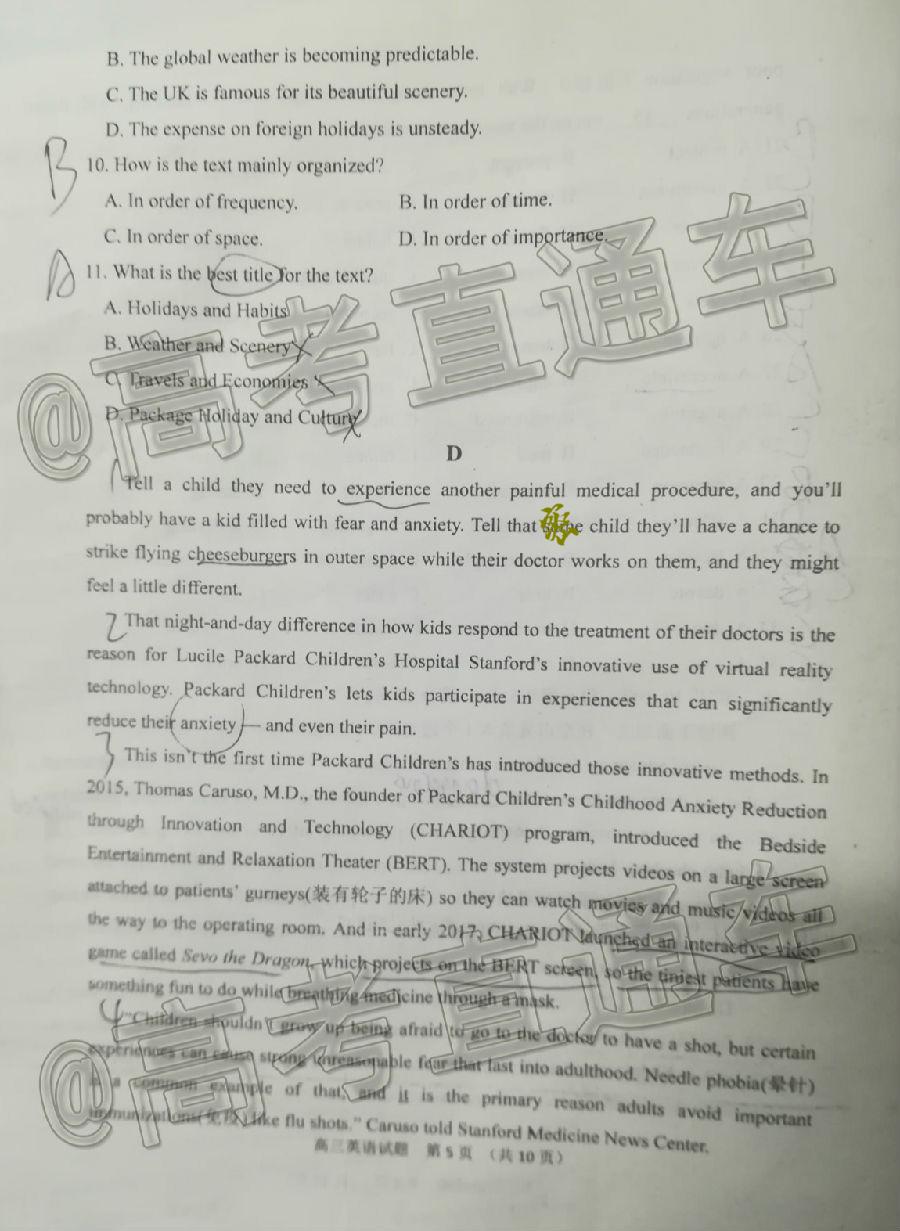 B. The global weather is becoming predictable.
C. The UK is famous for its beautiful scenery.
D. The expense on foreign holidays is unsteady.
B
10. How is the text mainly organized?
A. In order of frequency. B. In order of time.
C. In order of space. D. In order of importance.
11. What is the best title for the text?
A. Holidays and Habits
B. Weather and Scenery
C. Travels and Economies
D. Package Holiday and Culture
@高考直通车
D
1 Tell a child they need to experience another painful medical procedure, and you'll
probably have a kid filled with fear and anxiety. Tell that child they'll have a chance to
strike flying cheeseburgers in outer space while their doctor works on them, and they might
feel a little different.
2 That night-and-day difference in how kids respond to the treatment of their doctors is the
reason for Lucile Packard Children's Hospital Stanford's innovative use of virtual reality
technology. Packard Children's lets kids participate in experiences that can significantly
reduce their anxiety — and even their pain.
3 This isn't the first time Packard Children's has introduced those innovative methods. In
2015, Thomas Caruso, M.D., the founder of Packard Children's Childhood Anxiety Reduction
through Innovation and Technology (CHARIOT) program, introduced the Bedside
Entertainment and Relaxation Theater (BERT). The system projects videos on a large screen
attached to patients' gurneys(装有轮子的床) so they can watch movies and music videos all
the way to the operating room. And in early 2017, CHARIOT launched an interactive video
game called Sevo the Dragon, which projects on the BERT screen, so the tiniest patients have
something fun to do while breathing medicine through a mask.
4 "Children shouldn't grow up being afraid to go to the doctor to have a shot, but certain
experiences can cause strong unreasonable fear that last into adulthood. Needle phobia(晕针)
is a common example of that, and it is the primary reason adults avoid important
immunizations(免疫) like flu shots." Caruso told Stanford Medicine News Center.
@高考直通车
高三英语试题 第 5 页 (共 10 页)